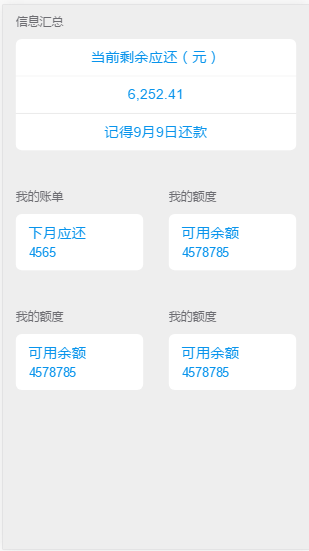 信息汇总
当前剩余应还（元）
6,252.41
记得9月9日还款
我的账单
我的额度
下月应还
4565
可用余额
4578785
我的额度
我的额度
可用余额
4578785
可用余额
4578785